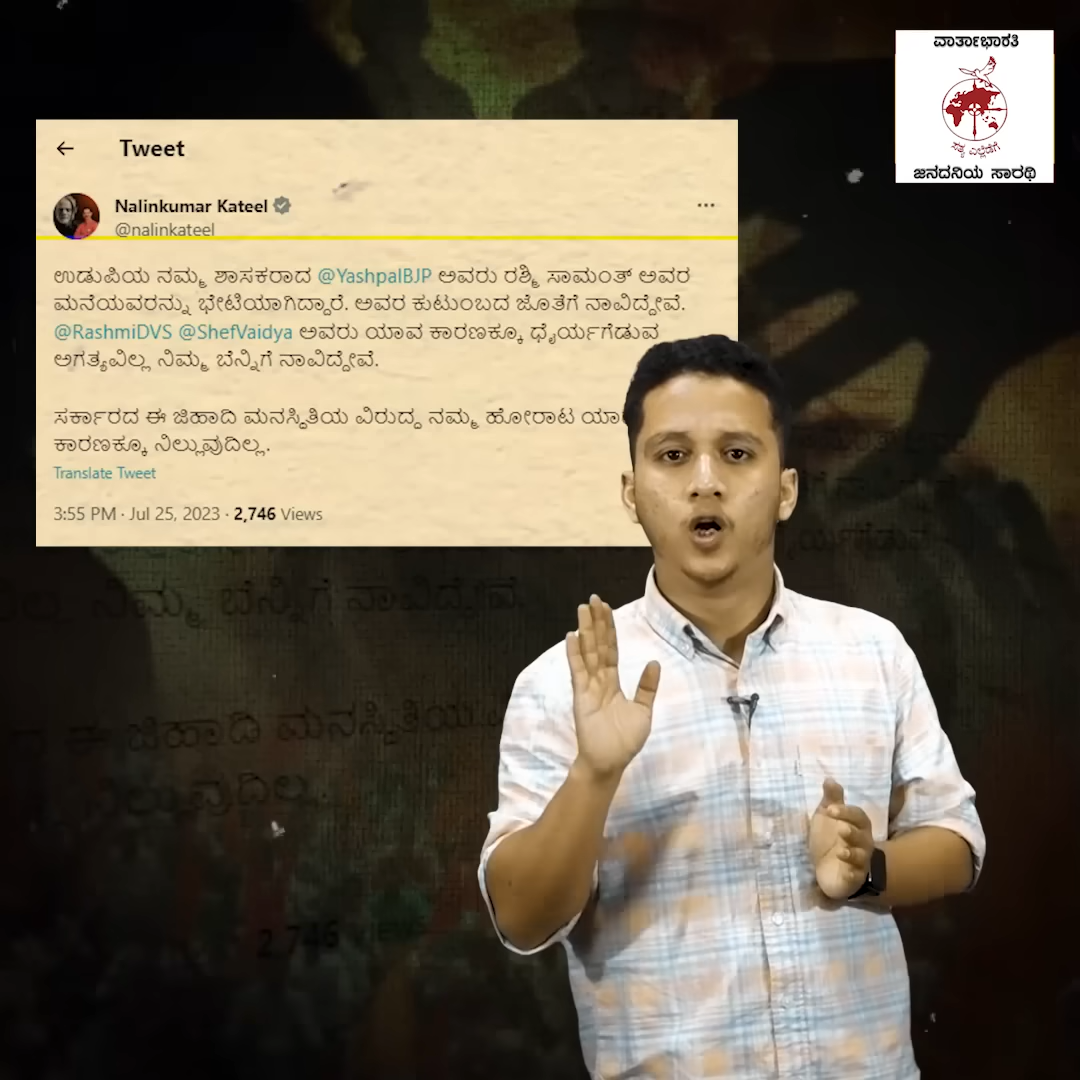 ವಾರ್ತಾಭಾರತಿ
ಸತ್ಯ ಎಲ್ಲೆಡೆಗೆ
ಜನದನಿಯ ಸಾರಥಿ
Tweet
Nalinkumar Kateel
@nalinkateel
ಉಡುಪಿಯ ನಮ್ಮ ಶಾಸಕರಾದ @YashpalBJP ಅವರು ರಶ್ಮಿ ಸಾಮಂತ್ ಅವರ
ಮನೆಯವರನ್ನು ಭೇಟಿಯಾಗಿದ್ದಾರೆ. ಅವರ ಕುಟುಂಬದ ಜೊತೆಗೆ ನಾವಿದ್ದೇವೆ.
@RashmiDVS @ShefVaidya ಅವರು ಯಾವ ಕಾರಣಕ್ಕೂ ಧೈರ್ಯಗೆಡುವ
ಅಗತ್ಯವಿಲ್ಲ ನಿಮ್ಮ ಬೆನ್ನಿಗೆ ನಾವಿದ್ದೇವೆ.
ಸರ್ಕಾರದ ಈ ಜಿಹಾದಿ ಮನಸ್ಥಿತಿಯ ವಿರುದ್ಧ ನಮ್ಮ ಹೋರಾಟ
ಕಾರಣಕ್ಕೂ ನಿಲ್ಲುವುದಿಲ್ಲ.
Translate Tweet
3:55 PM · Jul 25, 2023 · 2,746 Views
ನಿಮ್ಮ ಬೆನ್ನಿಗೆ ನಾವಿದ್ದೇವೆ.
ಈ ಜಿಹಾದಿ ಮನಸ್ಥಿತಿಯ
ನಿಲ್ಲುವುದಿಲ್ಲ.
2,746